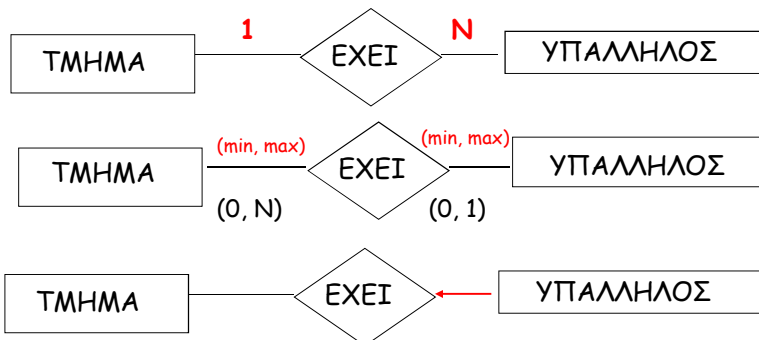 1 N
ΤΜΗΜΑ ΕΧΕΙ ΥΠΑΛΛΗΛΟΣ
(min, max) (min, max)
ΤΜΗΜΑ ΕΧΕΙ ΥΠΑΛΛΗΛΟΣ
(0, N) (0, 1)
ΤΜΗΜΑ ΕΧΕΙ ΥΠΑΛΛΗΛΟΣ